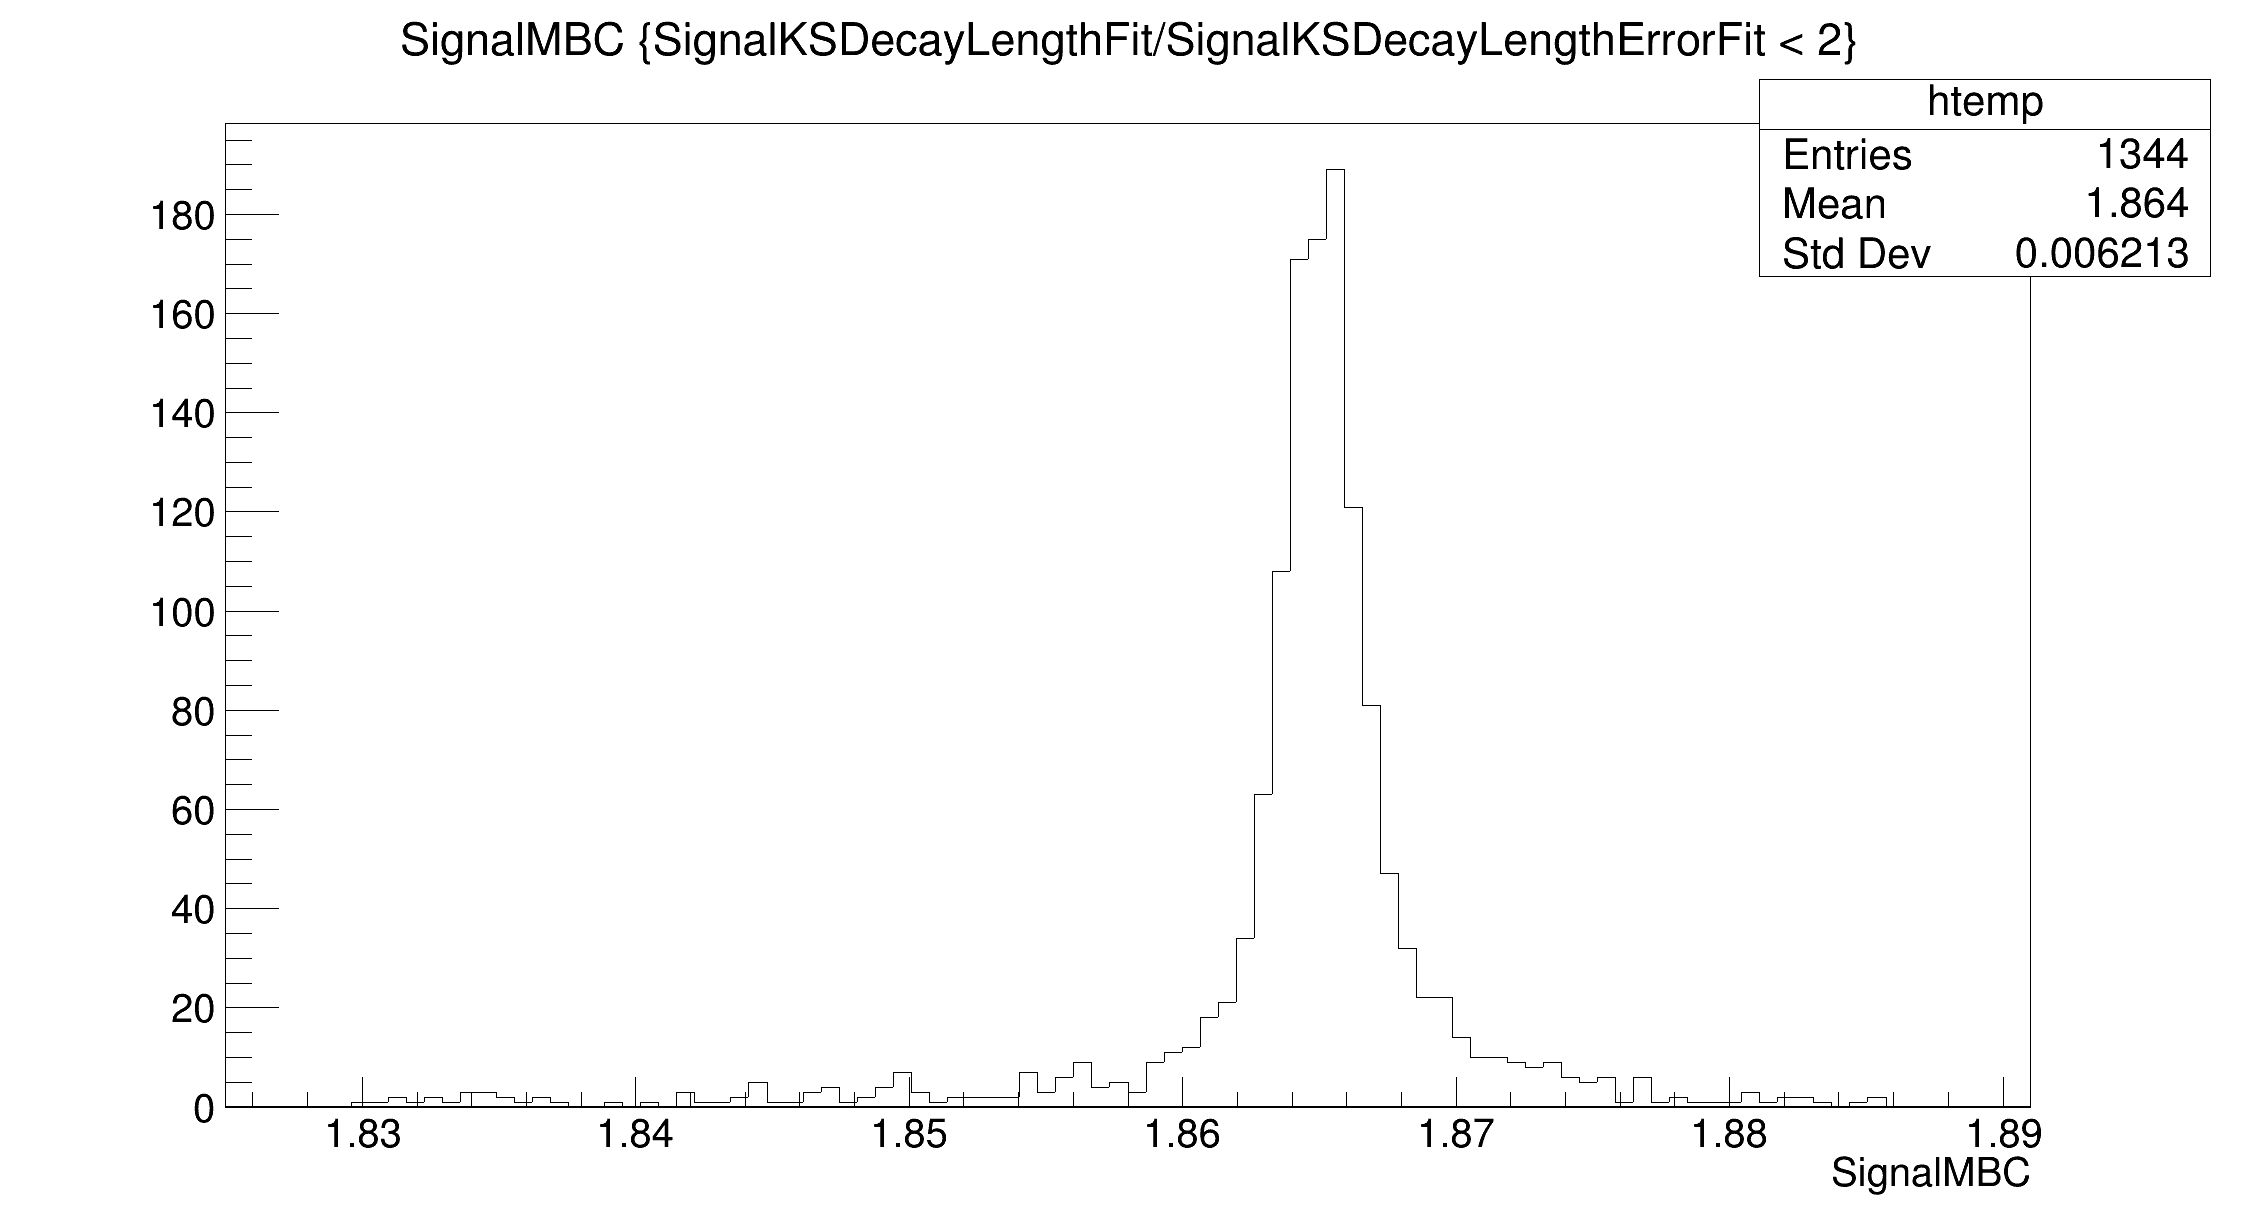 SignalMBC {SignalKSDecayLengthFit/SignalKSDecayLengthErrorFit < 2}
htemp
Entries 1344
Mean 1.864
Std Dev 0.006213
180
160
140
120
100
80
60
40
20
0
1.83 1.84 1.85 1.86 1.87 1.88 1.89
SignalMBC